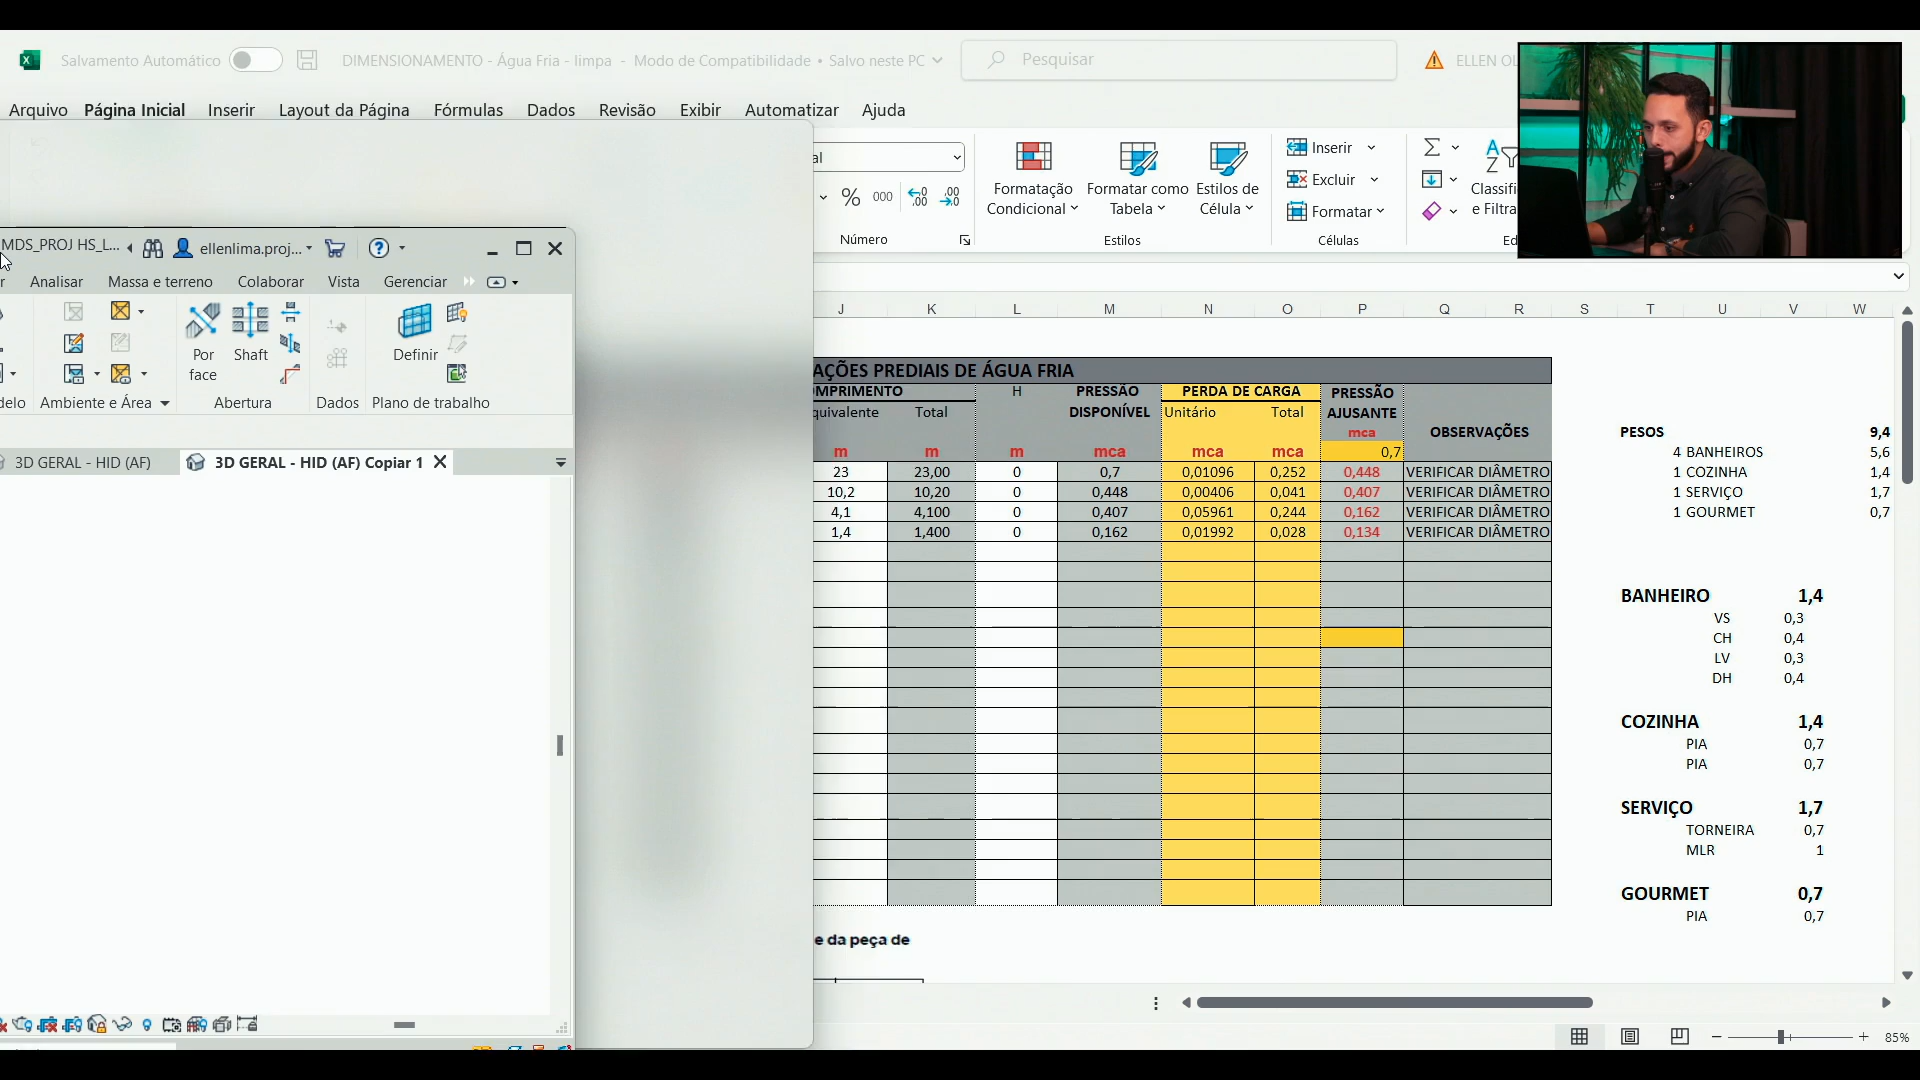 Salvamento Automático
DIMENSIONAMENTO - Água Fria - limpa - Modo de Compatibilidade • Salvo neste PC
Pesquisar
ELLEN OL
Arquivo Página Inicial Inserir Layout da Página Fórmulas Dados Revisão Exibir Automatizar Ajuda
al
% 000
Número
Formatação Condicional
Formatar como Tabela
Estilos de Célula
Estilos
Inserir
Excluir
Formatar
Células
Classifi
e Filtra
Ed
MDS_PROJ HS_L...
ellenlima.proj...
r Analisar Massa e terreno Colaborar Vista Gerenciar
Por face
Shaft
Definir
delo Ambiente e Área Abertura Dados Plano de trabalho
3D GERAL - HID (AF)
3D GERAL - HID (AF) Copiar 1
J K L M N O P Q R S T U V W
AÇÕES PREDIAIS DE ÁGUA FRIA
OMPRIMENTO H PRESSÃO PERDA DE CARGA PRESSÃO
quivalente Total DISPONÍVEL Unitário Total AJUSANTE
mca OBSERVAÇÕES
m m m mca mca mca 0,7
23 23,00 0 0,7 0,01096 0,252 0,448 VERIFICAR DIÂMETRO
10,2 10,20 0 0,448 0,00406 0,041 0,407 VERIFICAR DIÂMETRO
4,1 4,100 0 0,407 0,05961 0,244 0,162 VERIFICAR DIÂMETRO
1,4 1,400 0 0,162 0,01992 0,028 0,134 VERIFICAR DIÂMETRO
PESOS 9,4
4 BANHEIROS 5,6
1 COZINHA 1,4
1 SERVIÇO 1,7
1 GOURMET 0,7
BANHEIRO 1,4
VS 0,3
CH 0,4
LV 0,3
DH 0,4
COZINHA 1,4
PIA 0,7
PIA 0,7
SERVIÇO 1,7
TORNEIRA 0,7
MLR 1
GOURMET 0,7
PIA 0,7
e da peça de
85%